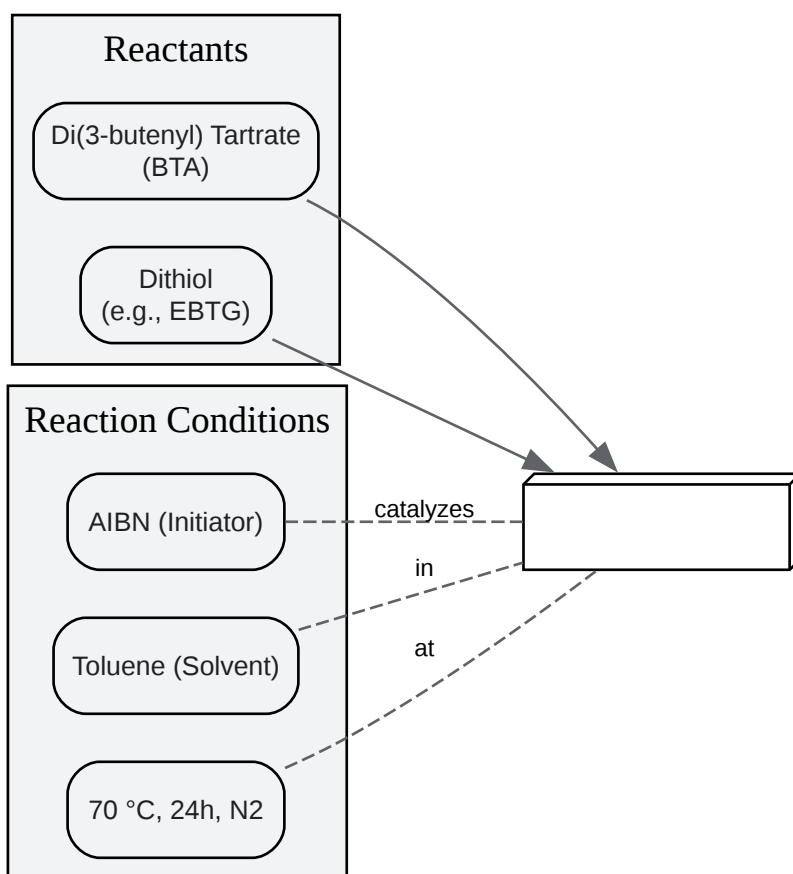 Reactants
Di(3-butenyl) Tartrate
(BTA)
Dithiol
(e.g., EBTG)
Reaction Conditions
AIBN (Initiator)
catalyzes
in
Toluene (Solvent)
at
70 °C, 24h, N2